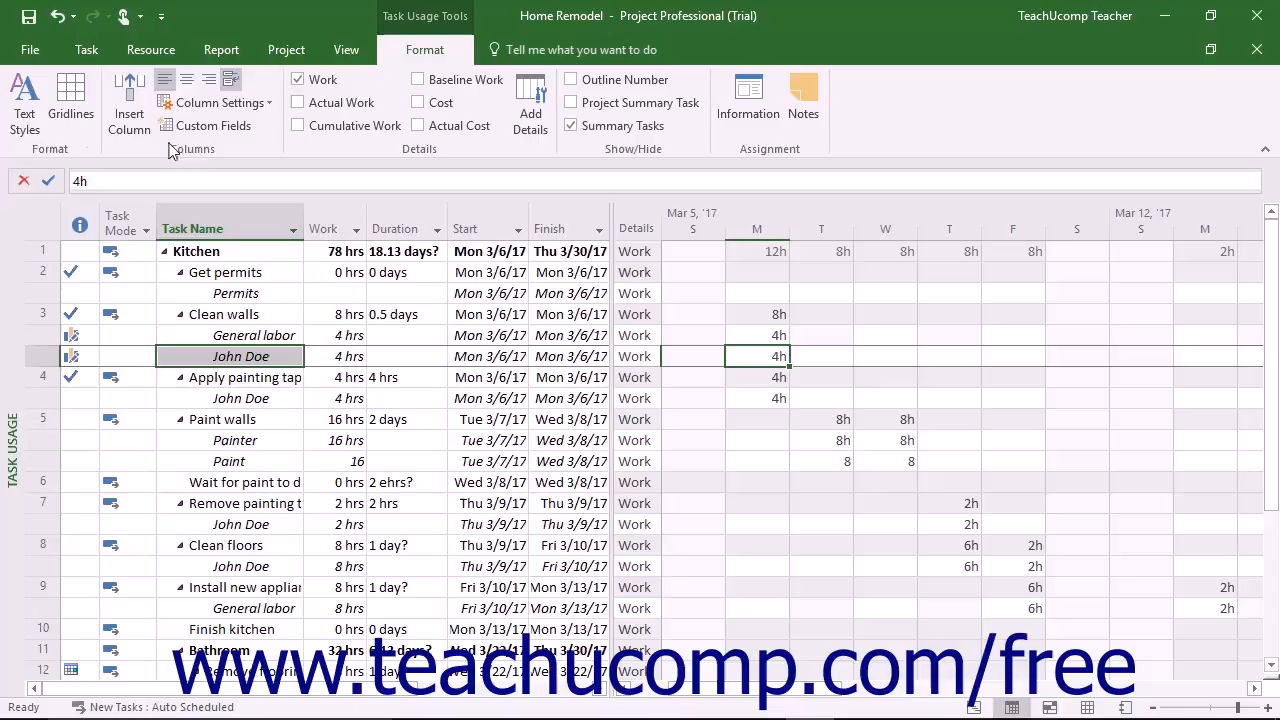 Task Usage Tools
Home Remodel - Project Professional (Trial)
TeachUcomp Teacher
File Task Resource Report Project View Format Tell me what you want to do
Text Styles
Gridlines
Format
Insert Column
Column Settings
Custom Fields
Columns
Work
Actual Work
Cumulative Work
Baseline Work
Cost
Actual Cost
Add Details
Details
Outline Number
Project Summary Task
Summary Tasks
Show/Hide
Information
Notes
Assignment
4h
TASK USAGE
Task Mode Task Name Work Duration Start Finish Details
Mar 5, '17 Mar 12, '17
S M T W T F S S M
1 Kitchen 78 hrs 18.13 days? Mon 3/6/17 Thu 3/30/17 Work 12h 8h 8h 8h 8h 2h
2 Get permits 0 hrs 0 days Mon 3/6/17 Mon 3/6/17 Work
Permits Mon 3/6/17 Mon 3/6/17 Work
3 Clean walls 8 hrs 0.5 days Mon 3/6/17 Mon 3/6/17 Work 8h
General labor 4 hrs Mon 3/6/17 Mon 3/6/17 Work 4h
John Doe 4 hrs Mon 3/6/17 Mon 3/6/17 Work 4h
4 Apply painting tap 4 hrs 4 hrs Mon 3/6/17 Mon 3/6/17 Work 4h
John Doe 4 hrs Mon 3/6/17 Mon 3/6/17 Work 4h
5 Paint walls 16 hrs 2 days Tue 3/7/17 Wed 3/8/17 Work 8h 8h
Painter 16 hrs Tue 3/7/17 Wed 3/8/17 Work 8h 8h
Paint 16 Tue 3/7/17 Wed 3/8/17 Work 8 8
6 Wait for paint to d 0 hrs 2 ehrs? Wed 3/8/17 Wed 3/8/17 Work
7 Remove painting t 2 hrs 2 hrs Thu 3/9/17 Thu 3/9/17 Work 2h
John Doe 2 hrs Thu 3/9/17 Thu 3/9/17 Work 2h
8 Clean floors 8 hrs 1 day? Thu 3/9/17 Fri 3/10/17 Work 6h 2h
John Doe 8 hrs Thu 3/9/17 Fri 3/10/17 Work 6h 2h
9 Install new applian 8 hrs 1 day? Fri 3/10/17 Mon 3/13/17 Work 6h 2h
General labor 8 hrs Fri 3/10/17 Mon 3/13/17 Work 6h 2h
10 Finish kitchen 0 hrs 0 days Mon 3/13/17 Mon 3/13/17 Work
11 Bathroom 32 hrs Thu 3/30/17 Work
12
www.teachucomp.com/free
Ready New Tasks : Auto Scheduled